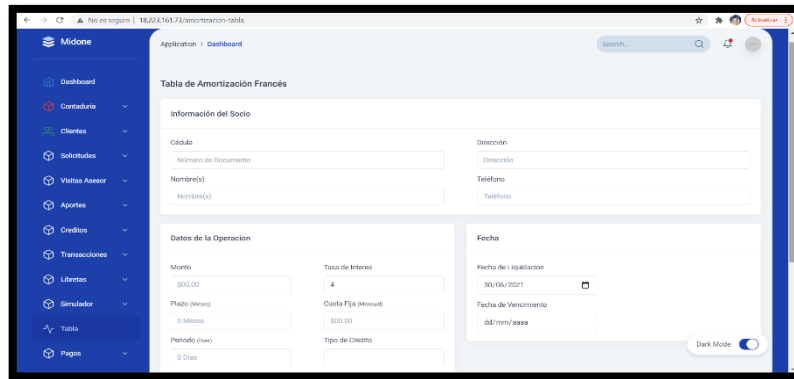 No es seguro | 18.223.161.73/amortizacion-tabla
Actualizar
Midone
Application > Dashboard
Search...
Dashboard
Contaduría
Clientes
Solicitudes
Visitas Asesor
Aportes
Creditos
Transacciones
Libretas
Simulador
Tabla
Pagos
Tabla de Amortización Francés
Información del Socio
Cédula
Número de Documento
Dirección
Dirección
Nombre(s)
Nombre(s)
Teléfono
Teléfono
Datos de la Operacion
Monto
$00.00
Tasa de Interes
4
Plazo (Meses)
0 Meses
Cuota Fija (Mensual)
$00.00
Periodo (Dias)
0 Dias
Tipo de Credito
Fecha
Fecha de Liquidacion
30/06/2021
Fecha de Vencimiento
dd/mm/aaaa
Dark Mode